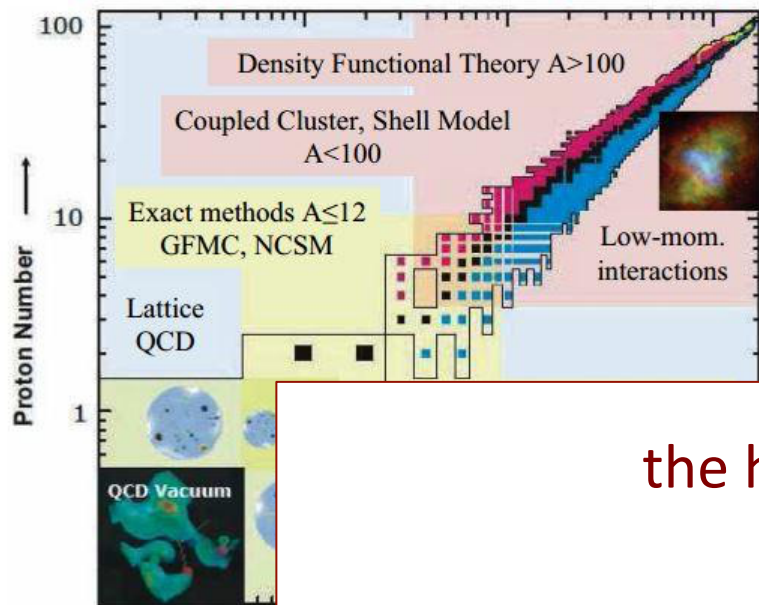 100
Density Functional Theory A>100
Coupled Cluster, Shell Model
A<100
10
Exact methods A≤12
GFMC, NCSM
Low-mom.
interactions
Lattice
QCD
Proton Number
1
the
QCD Vacuum